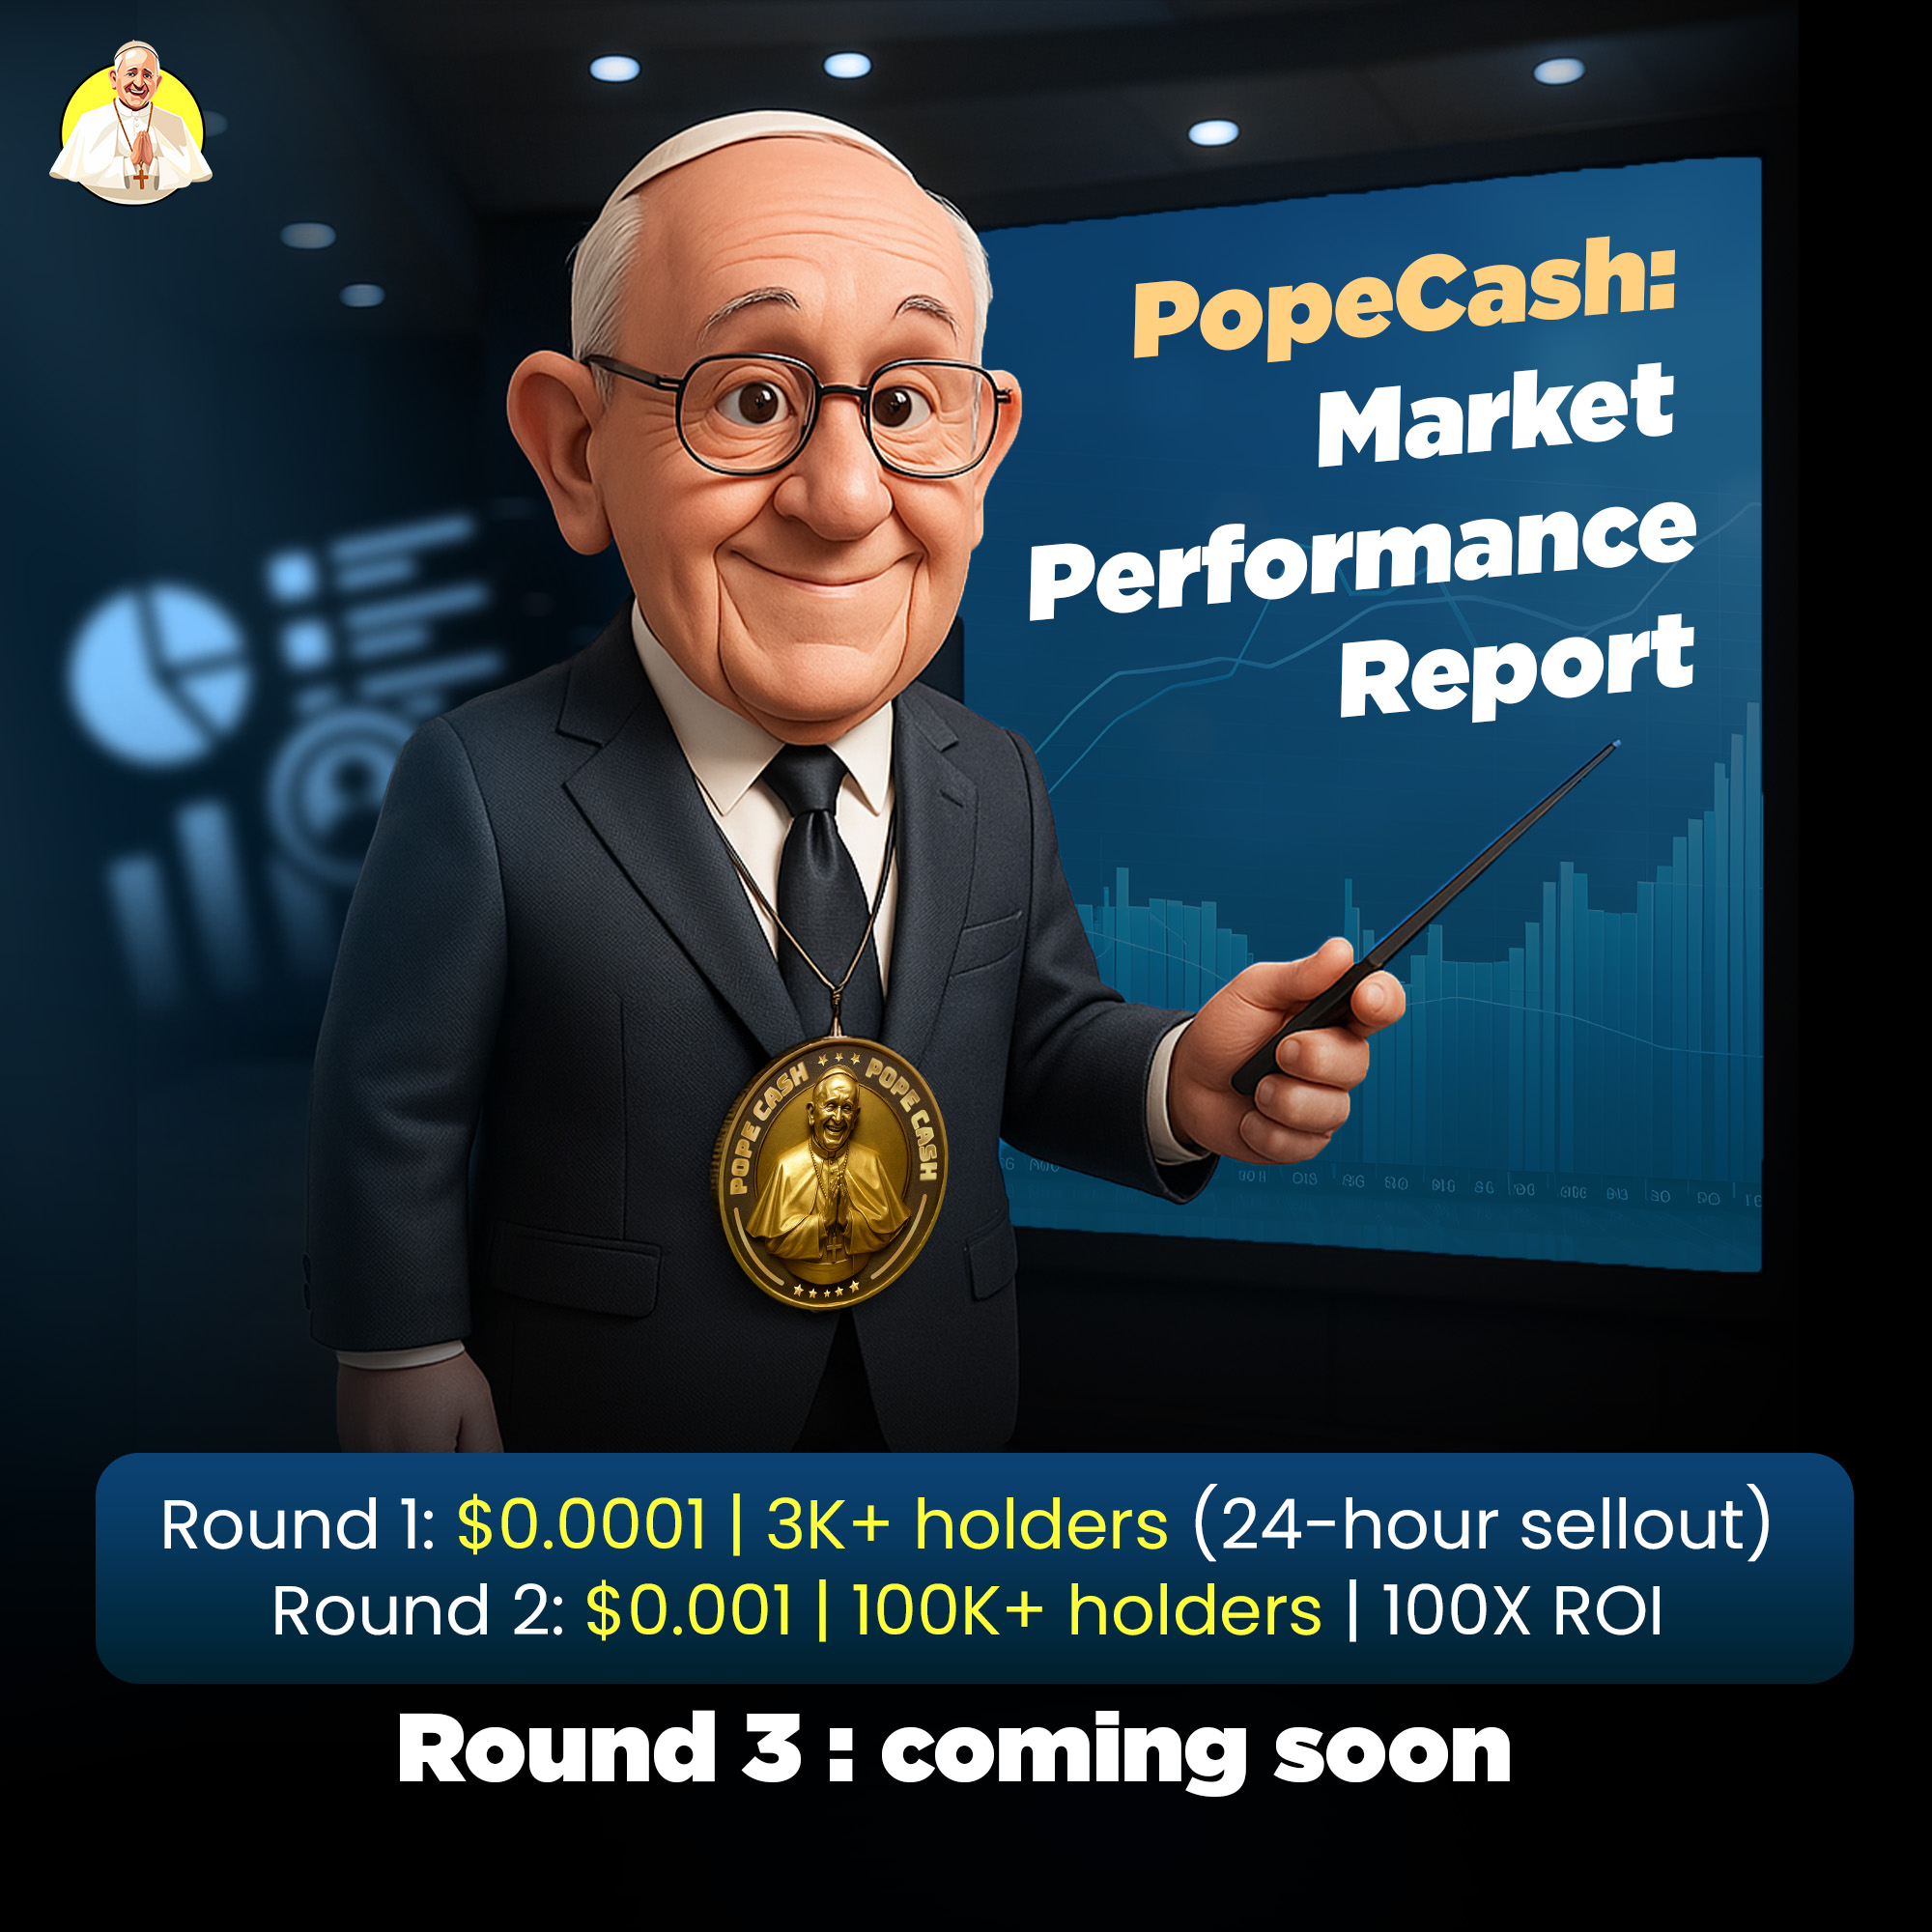 PopeCash:
Market
Performance
Report
POPE CASH POPE CASH
Round 1: $0.0001 | 3K+ holders (24-hour sellout)
Round 2: $0.001 | 100K+ holders | 100X ROI
Round 3 : coming soon